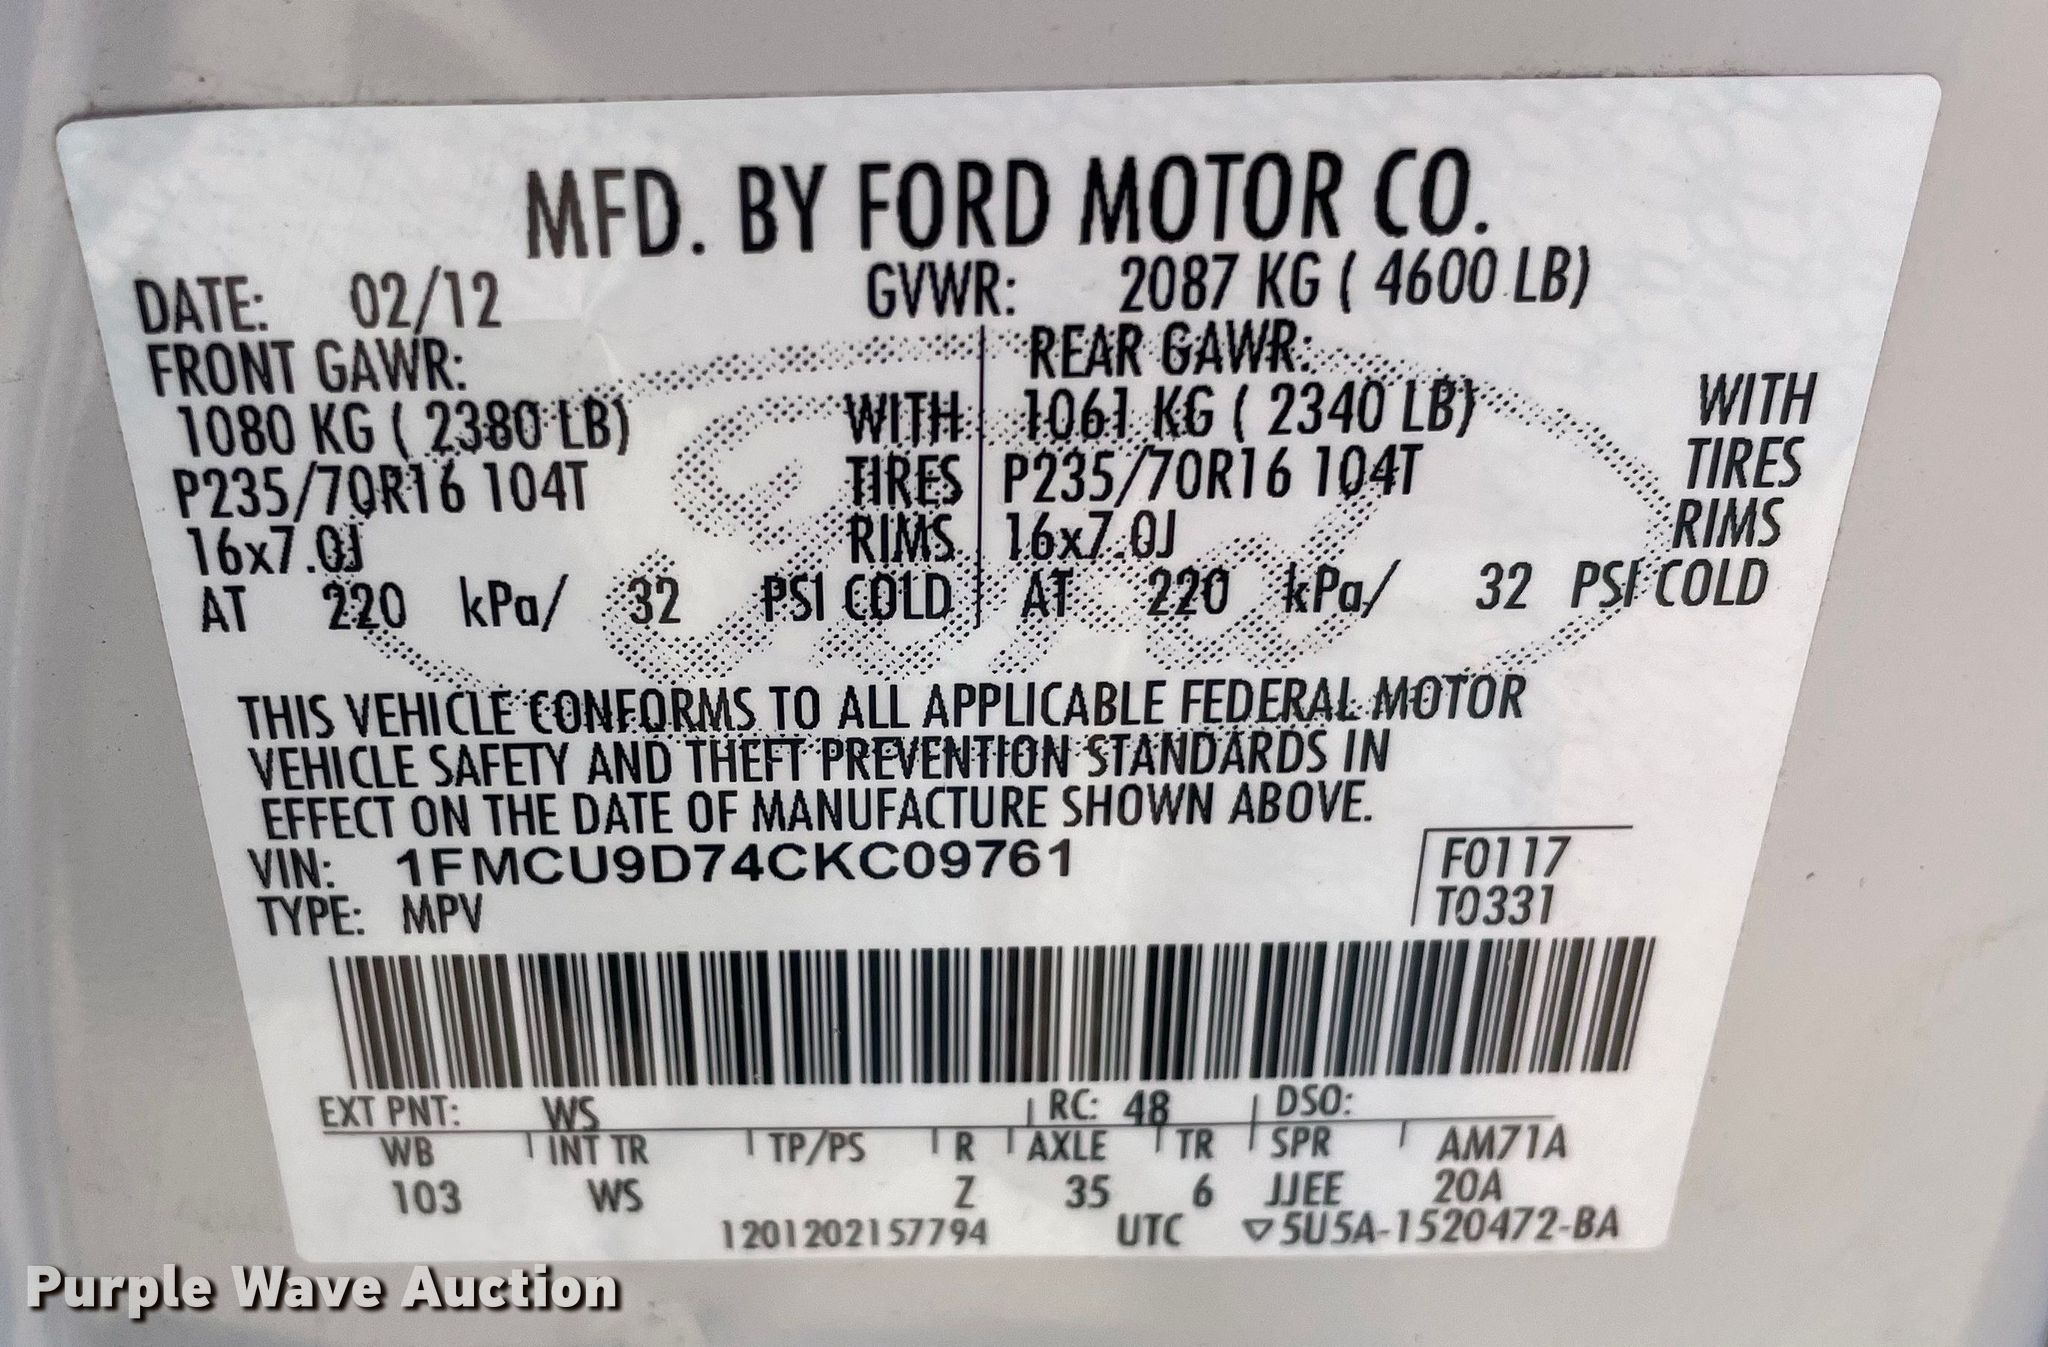 MFD. BY FORD MOTOR CO.
DATE: 02/12 GVWR: 2087 KG ( 4600 LB)
FRONT GAWR: REAR GAWR:
1080 KG ( 2380 LB) WITH 1061 KG ( 2340 LB) WITH
P235/70R16 104T TIRES P235/70R16 104T TIRES
16x7.0J RIMS 16x7.0J RIMS
AT 220 kPa/ 32 PSI COLD AT 220 kPa/ 32 PSI COLD
THIS VEHICLE CONFORMS TO ALL APPLICABLE FEDERAL MOTOR
VEHICLE SAFETY AND THEFT PREVENTION STANDARDS IN
EFFECT ON THE DATE OF MANUFACTURE SHOWN ABOVE.
VIN: 1FMCU9D74CKC09761 F0117
TYPE: MPV T0331
EXT PNT: WS RC: 48 DSO:
WB INT TR TP/PS R AXLE TR SPR AM71A
103 WS Z 35 6 JJEE 20A
1201202157794 UTC ▽5U5A-1520472-BA
Purple Wave Auction